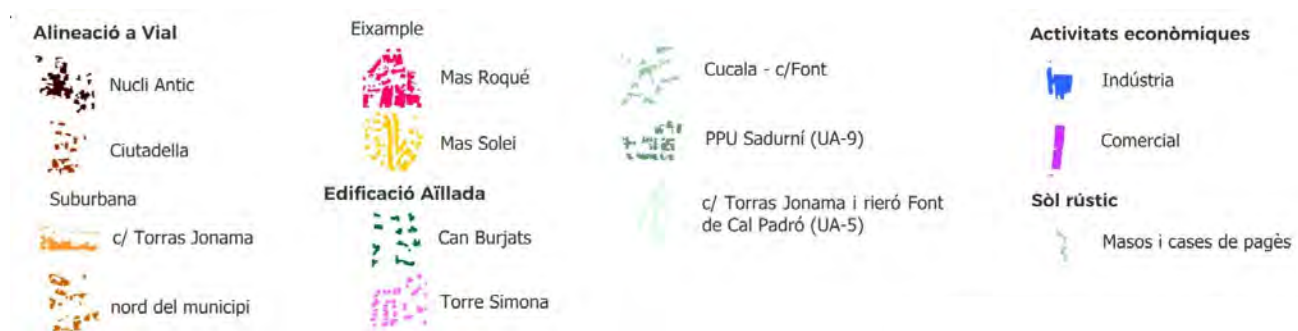 Alineació a Vial
Nucli Antic
Ciutadella
Suburbana
c/ Torras Jonama
nord del municipi
Eixample
Mas Roqué
Mas Solei
Edificació Aïllada
Can Burjats
Torre Simona
Cucala - c/Font
PPU Sadurní (UA-9)
c/ Torras Jonama i rieró Font
de Cal Padró (UA-5)
Activitats econòmiques
Indústria
Comercial
Sòl rústic
Masos i cases de pagès